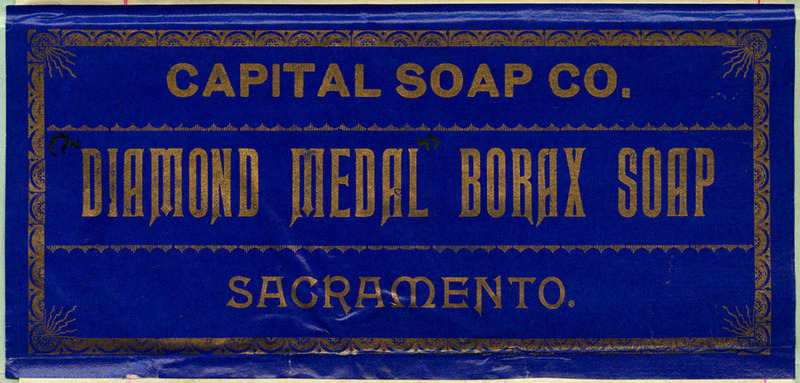 CAPITAL SOAP CO.
"DIAMOND MEDAL" BORAX SOAP
SACRAMENTO.